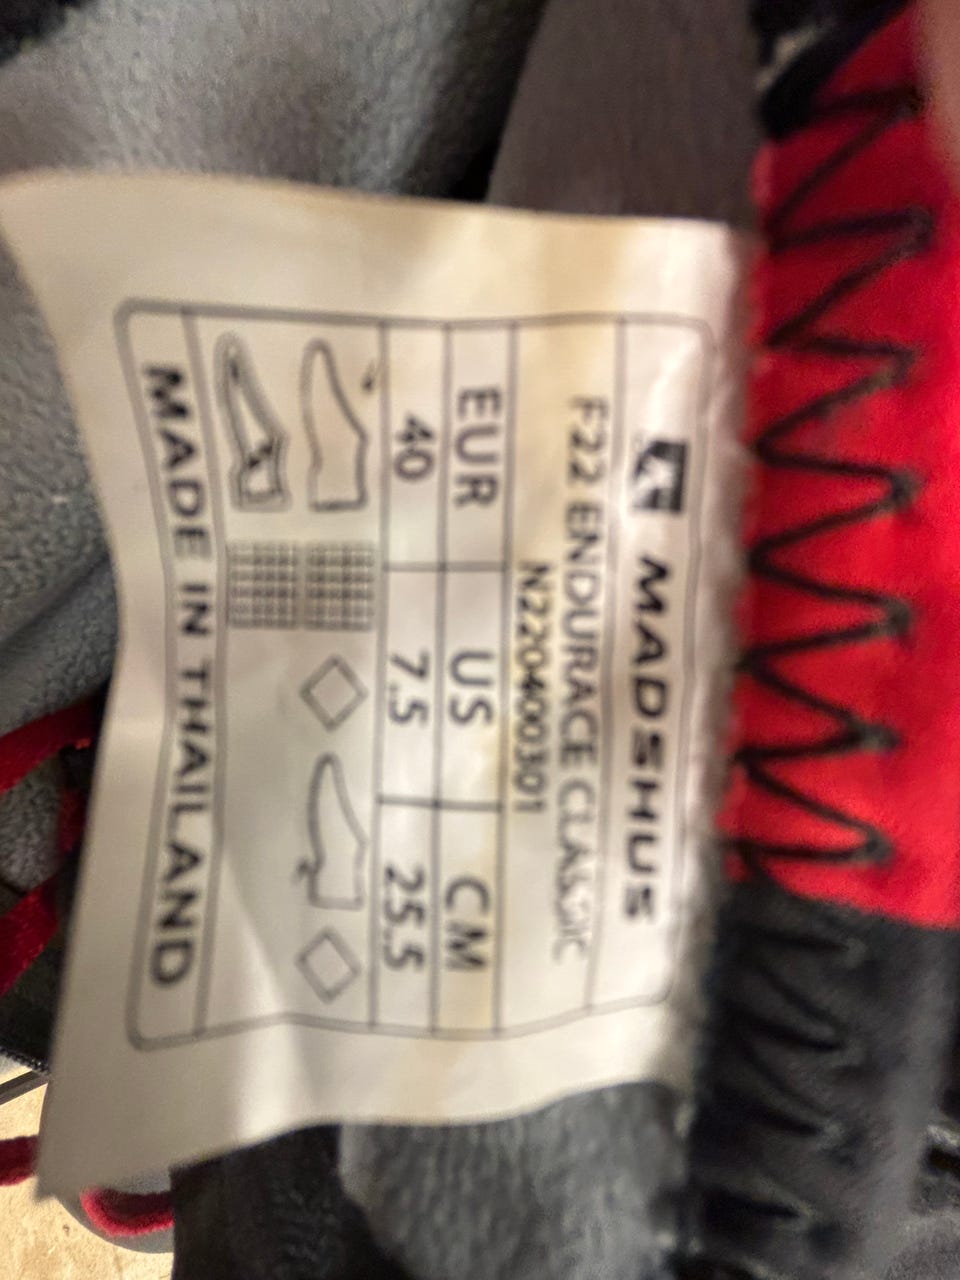 MADSHUS
F22 ENDURACE CLASSIC
N220400301
EUR US CM
40 7.5 25.5
MADE IN THAILAND